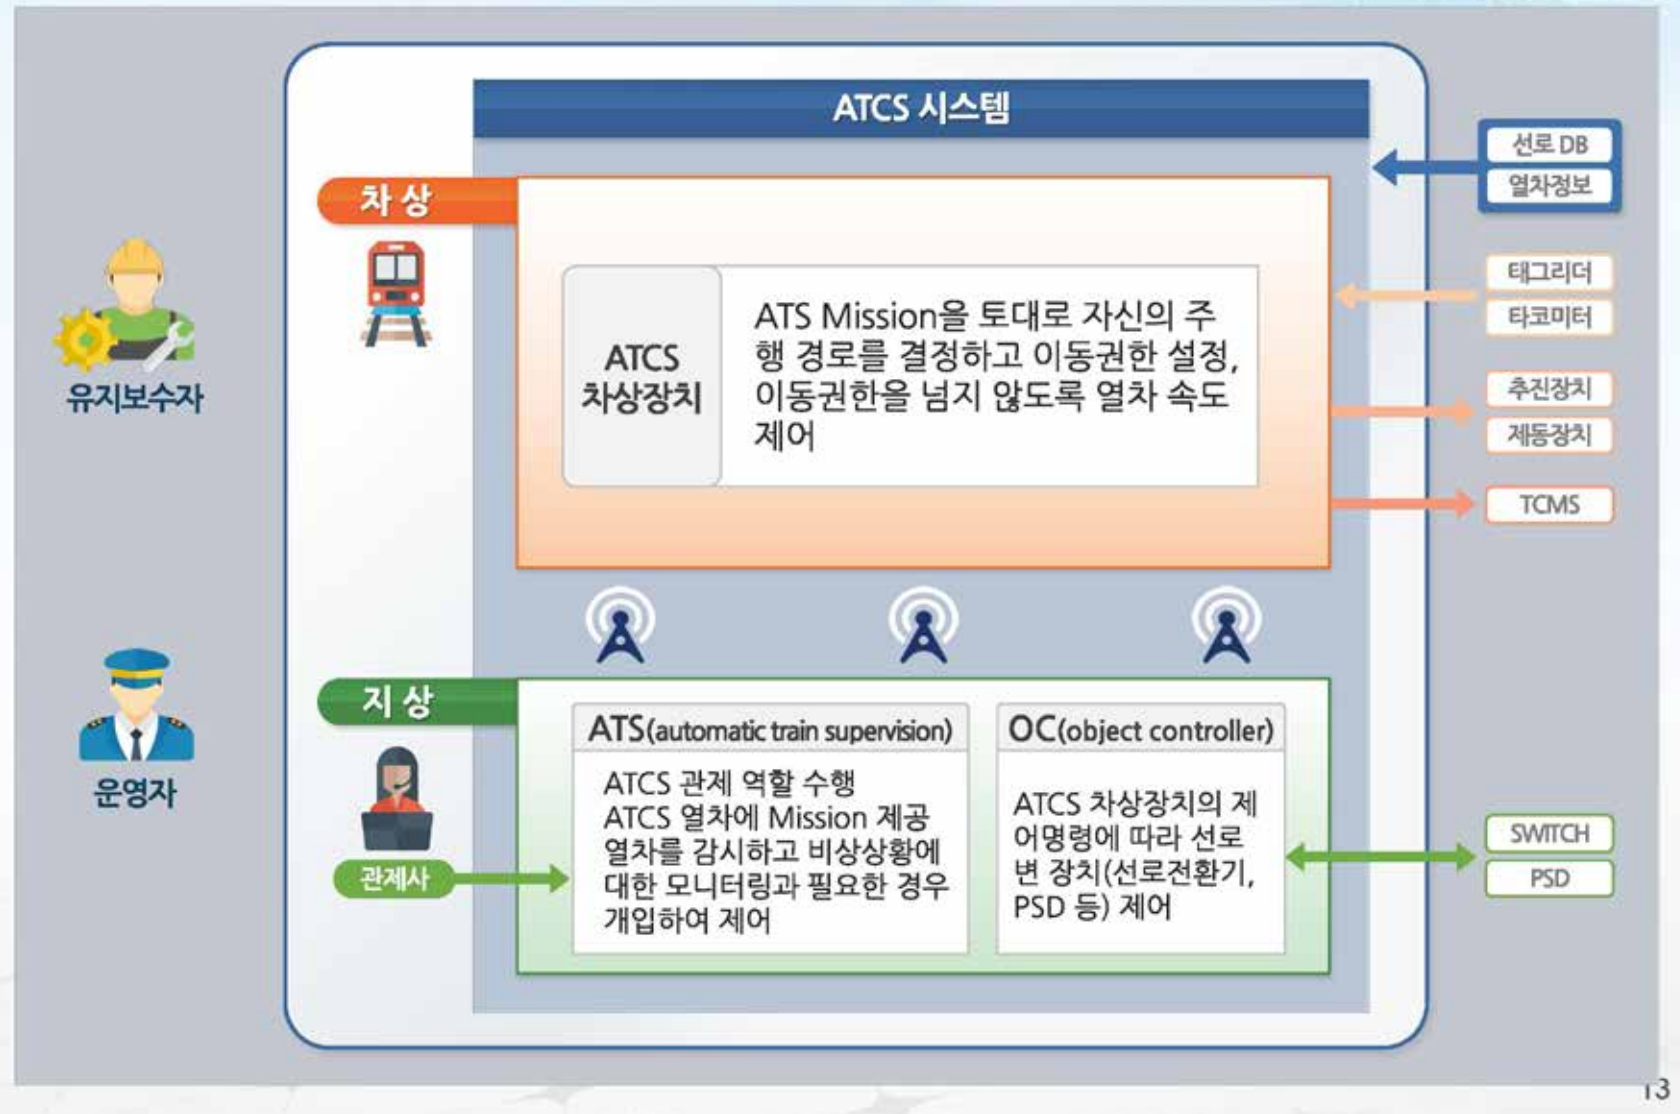 ATCS 시스템
선로 DB
열차정보
차 상
태그리더
타코미터
ATCS
차상장치
ATS Mission을 토대로 자신의 주
행 경로를 결정하고 이동권한 설정,
이동권한을 넘지 않도록 열차 속도
제어
유지보수자
추진장치
제동장치
TCMS
지 상
ATS(automatic train supervision)
ATCS 관제 역할 수행
ATCS 열차에 Mission 제공
열차를 감시하고 비상상황에
대한 모니터링과 필요한 경우
개입하여 제어
OC(object controller)
ATCS 차상장치의 제
어명령에 따라 선로
변 장치(선로전환기,
PSD 등) 제어
운영자
관제사
SWITCH
PSD
13